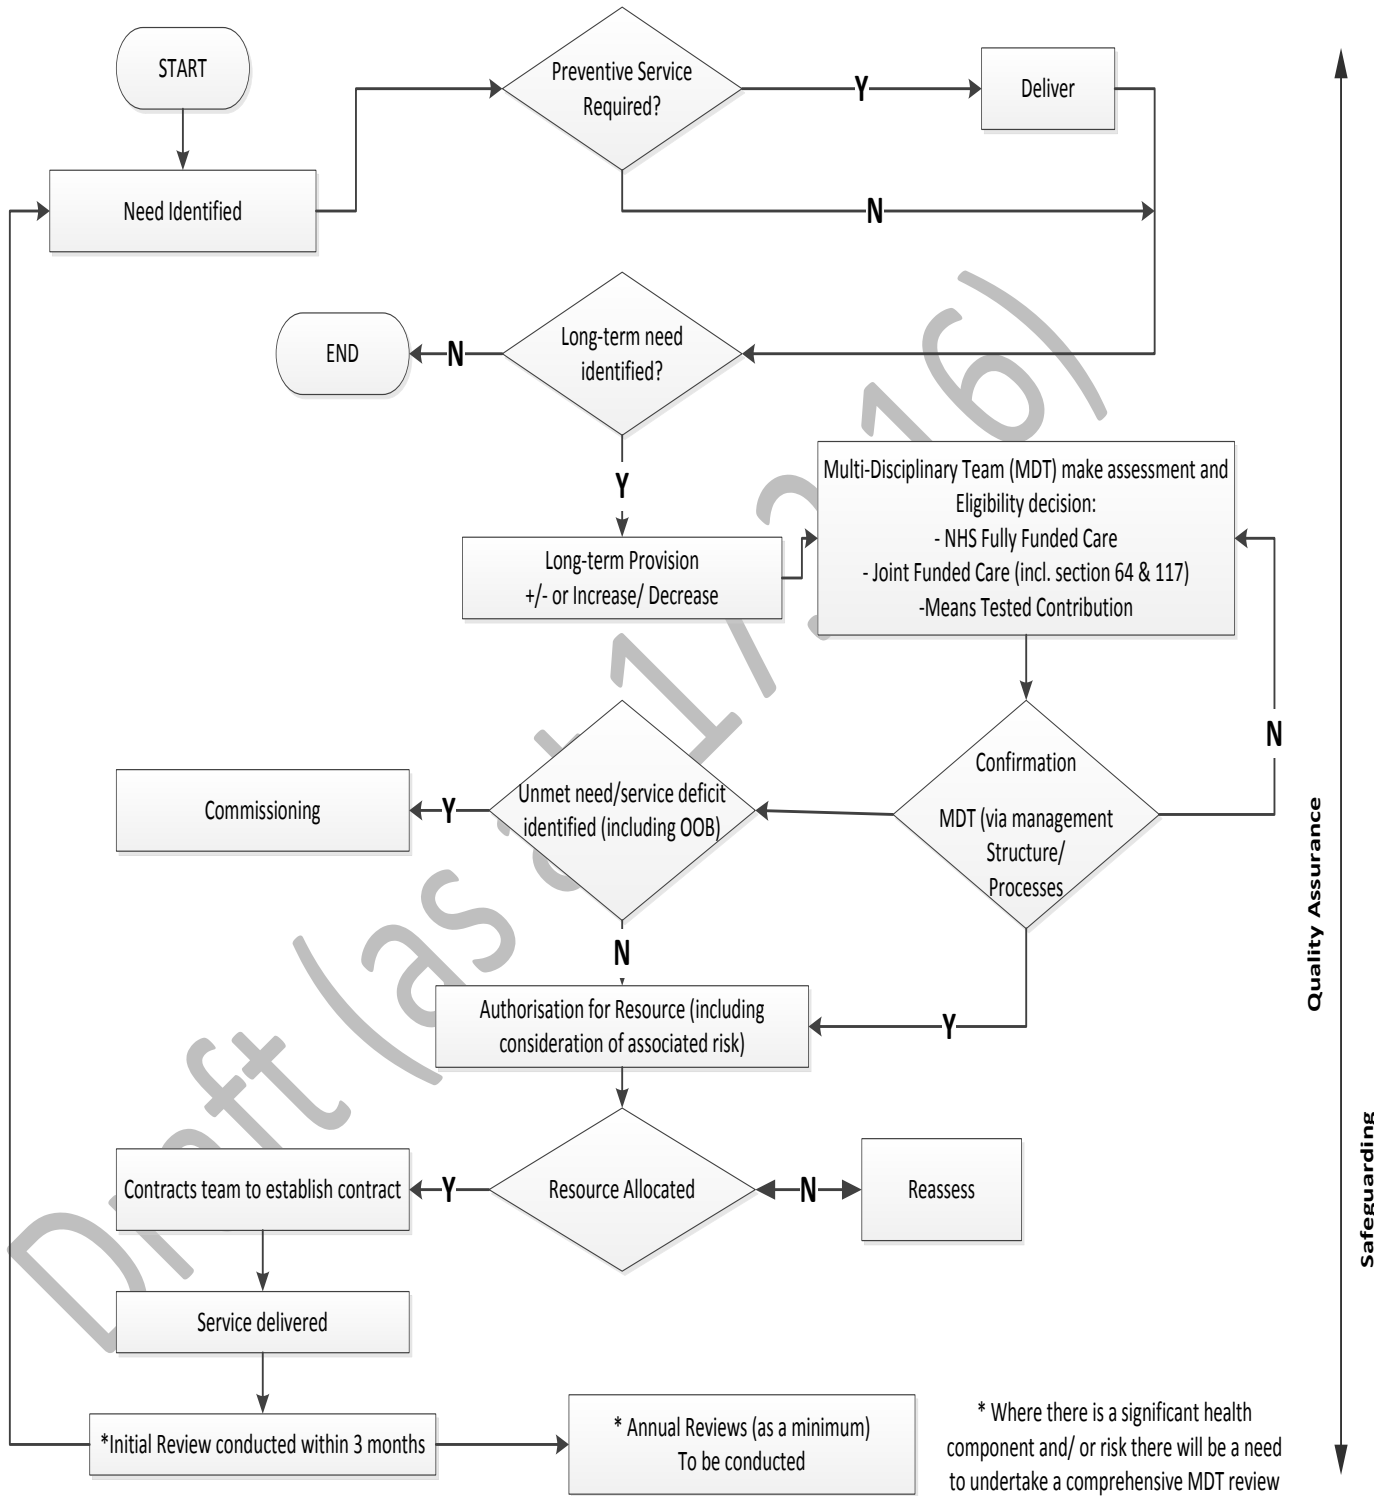 START
Preventive Service
Required?
Y
Deliver
Need Identified
N
Long-term need
identified?
N
END
Y
Multi-Disciplinary Team (MDT) make assessment and
Eligibility decision:
- NHS Fully Funded Care
- Joint Funded Care (incl. section 64 & 117)
-Means Tested Contribution
Long-term Provision
+/- or Increase/ Decrease
N
Confirmation
MDT (via management
Structure/
Processes
Unmet need/service deficit
identified (including OOB)
Y
Commissioning
N
Authorisation for Resource (including
consideration of associated risk)
Y
Resource Allocated
Y
Contracts team to establish contract
N
Reassess
Service delivered
*Initial Review conducted within 3 months
* Annual Reviews (as a minimum)
To be conducted
* Where there is a significant health
component and/ or risk there will be a need
to undertake a comprehensive MDT review
Quality Assurance
Safeguarding
Draft (as at 1/
16)